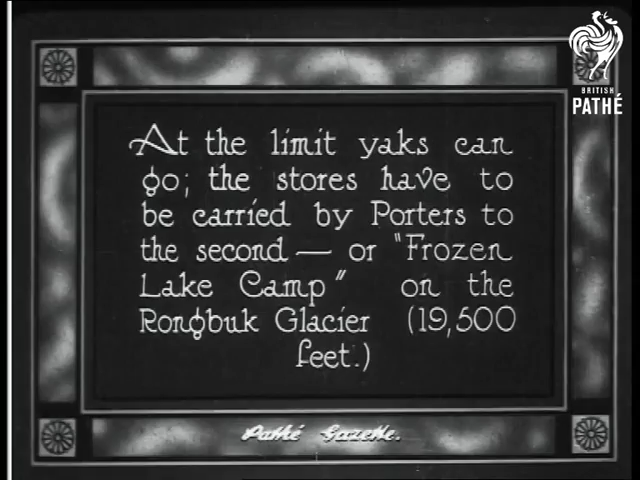 BRITISH
PATHÉ
At the limit yaks can
go; the stores have to
be carried by Porters to
the second — or "Frozen
Lake Camp" on the
Rongbuk Glacier (19,500
feet.)
Pathé Gazette.